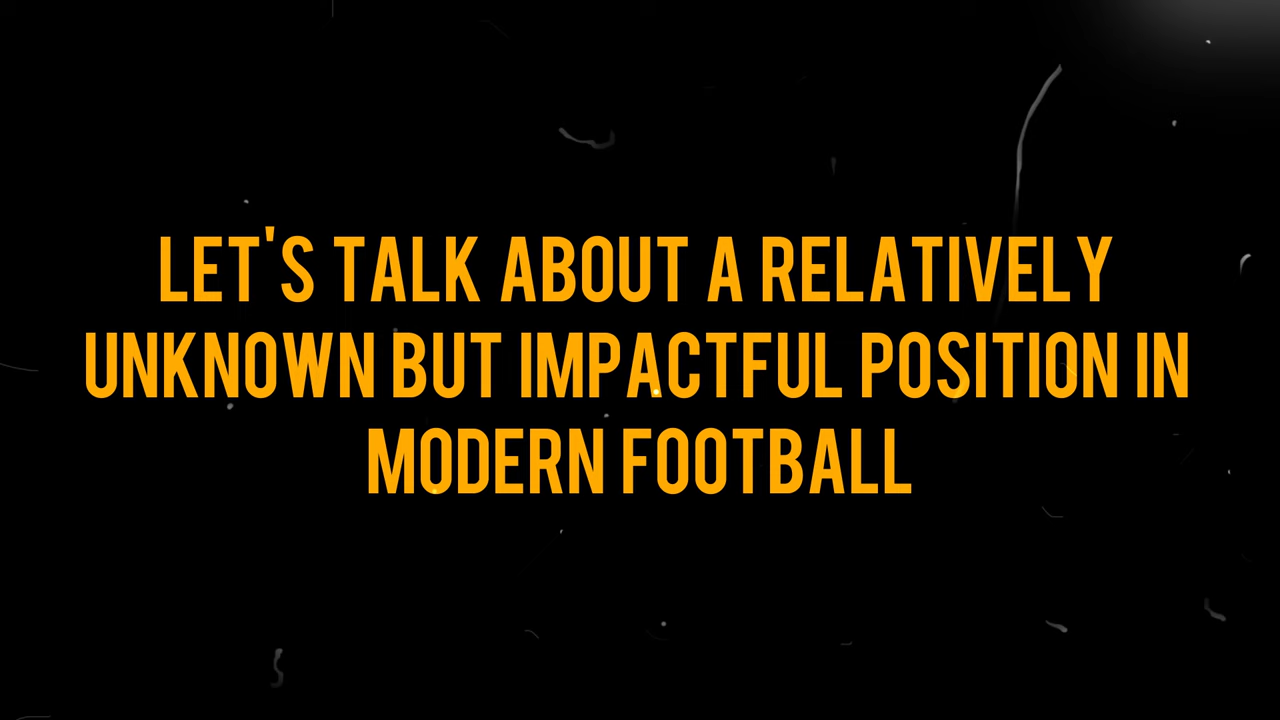 LET'S TALK ABOUT A RELATIVELY
UNKNOWN BUT IMPACTFUL POSITION IN
MODERN FOOTBALL